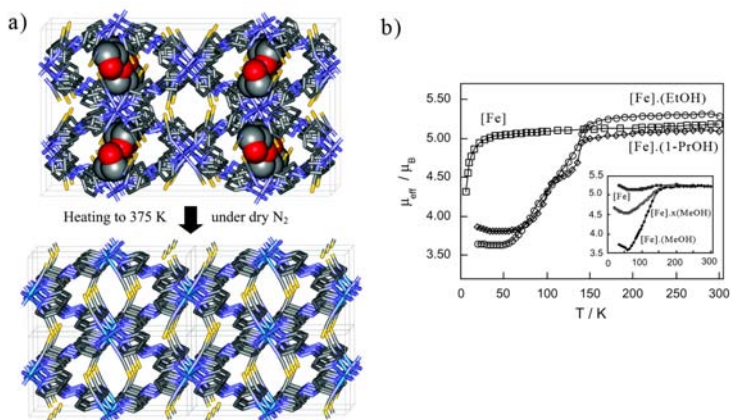 a)
Heating to 375 K under dry N₂
b)
μeff / μB
5.50
5.00
4.50
4.00
3.50
[Fe]
[Fe].(EtOH)
[Fe].(1-PrOH)
5.5
5.0
4.5
4.0
3.5
[Fe]
[Fe].x(MeOH)
[Fe].(MeOH)
0 100 200 300
0 50 100 150 200 250 300
T / K